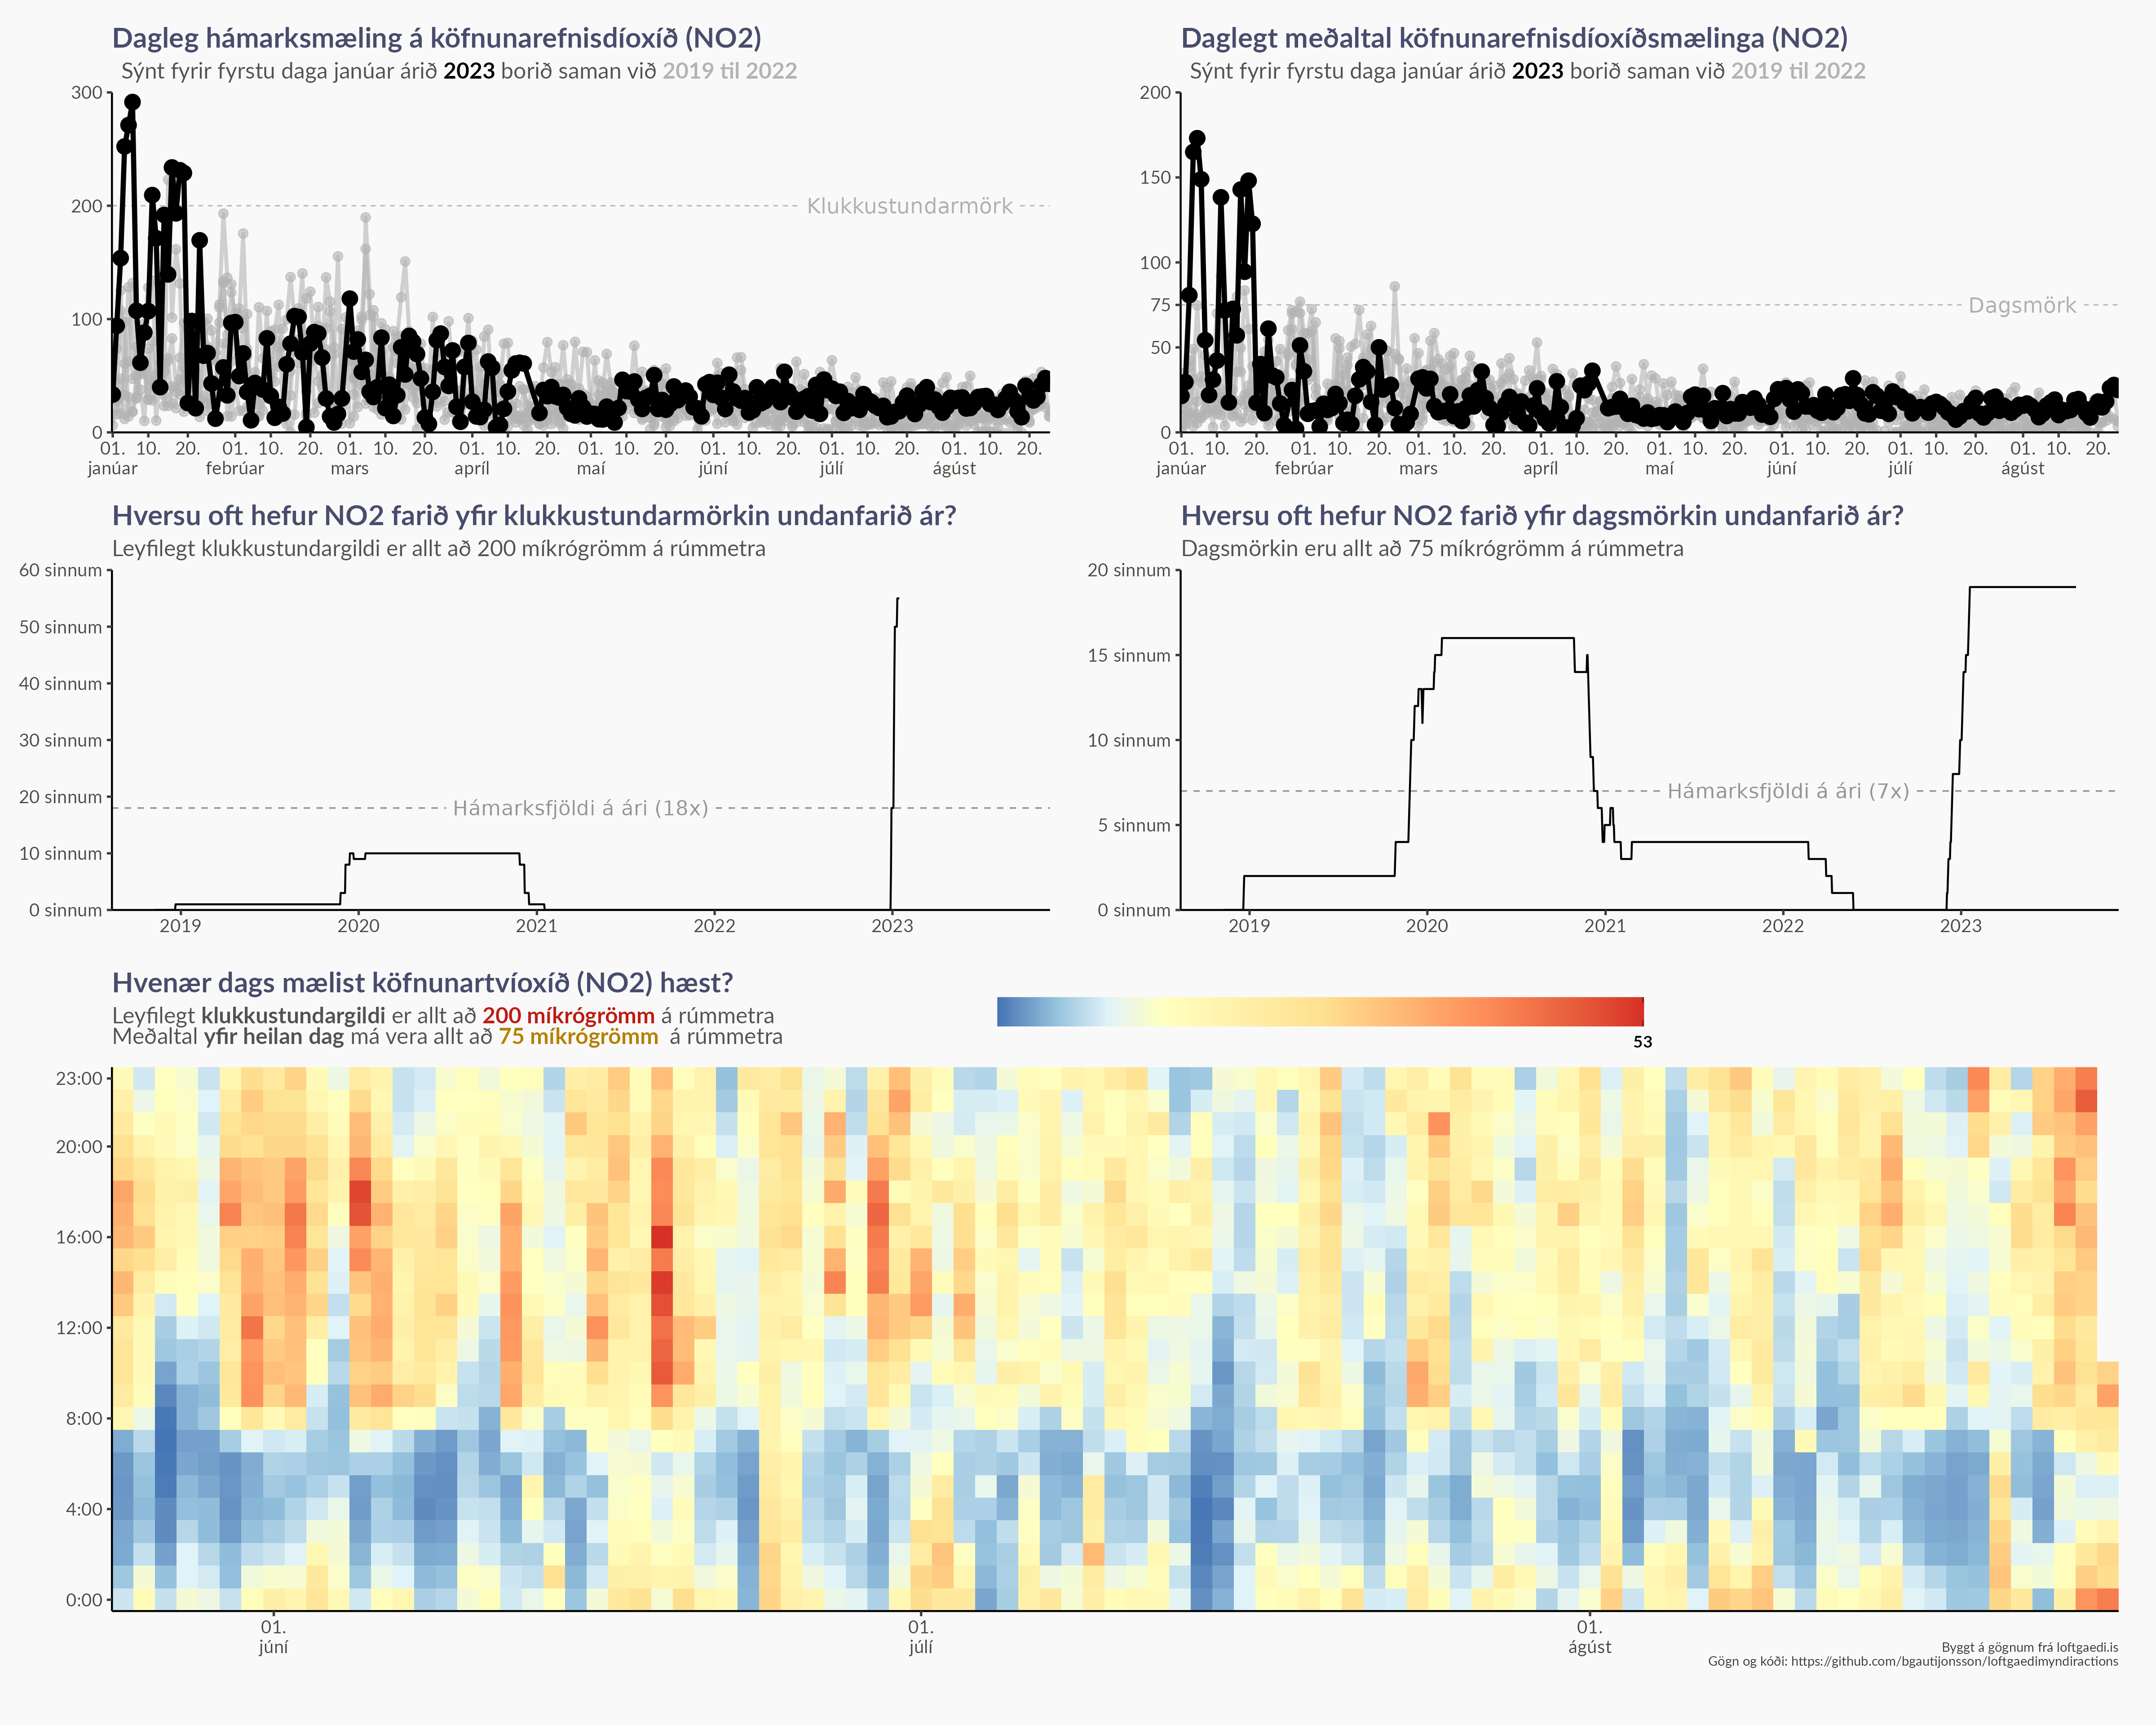 Dagleg hámarksmæling á köfnunarefnisdíoxíð (NO2)
Sýnt fyrir fyrstu daga janúar árið 2023 borið saman við 2019 til 2022
300
200
100
0
Klukkustundarmörk
01. 10. 20. 01. 10. 20. 01. 10. 20. 01. 10. 20. 01. 10. 20. 01. 10. 20. 01. 10. 20. 01. 10. 20.
janúar febrúar mars apríl maí júní júlí ágúst
Daglegt meðaltal köfnunarefnisdíoxíðsmælinga (NO2)
Sýnt fyrir fyrstu daga janúar árið 2023 borið saman við 2019 til 2022
200
150
100
75
50
0
Dagsmörk
01. 10. 20. 01. 10. 20. 01. 10. 20. 01. 10. 20. 01. 10. 20. 01. 10. 20. 01. 10. 20. 01. 10. 20.
janúar febrúar mars apríl maí júní júlí ágúst
Hversu oft hefur NO2 farið yfir klukkustundarmörkin undanfarið ár?
Leyfilegt klukkustundargildi er allt að 200 míkrógrömm á rúmmetra
60 sinnum
50 sinnum
40 sinnum
30 sinnum
20 sinnum
10 sinnum
0 sinnum
Hámarksfjöldi á ári (18x)
2019 2020 2021 2022 2023
Hversu oft hefur NO2 farið yfir dagsmörkin undanfarið ár?
Dagsmörkin eru allt að 75 míkrógrömm á rúmmetra
20 sinnum
15 sinnum
10 sinnum
5 sinnum
0 sinnum
Hámarksfjöldi á ári (7x)
2019 2020 2021 2022 2023
Hvenær dags mælist köfnunartvíoxíð (NO2) hæst?
Leyfilegt klukkustundargildi er allt að 200 míkrógrömm á rúmmetra
Meðaltal yfir heilan dag má vera allt að 75 míkrógrömm á rúmmetra
53
23:00
20:00
16:00
12:00
8:00
4:00
0:00
01. 01. 01.
júní júlí ágúst
Byggt á gögnum frá loftgaedi.is
Gögn og kóði: https://github.com/bgautijonsson/loftgaedimyndiractions